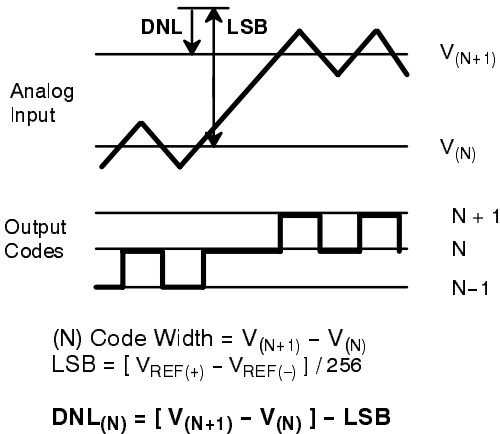 DNL LSB
V(N+1)
Analog
Input
V(N)
N + 1
Output
Codes
N
N–1
(N) Code Width = V(N+1) – V(N)
LSB = [ VREF(+) – VREF(–) ] / 256
DNL(N) = [ V(N+1) – V(N) ] – LSB